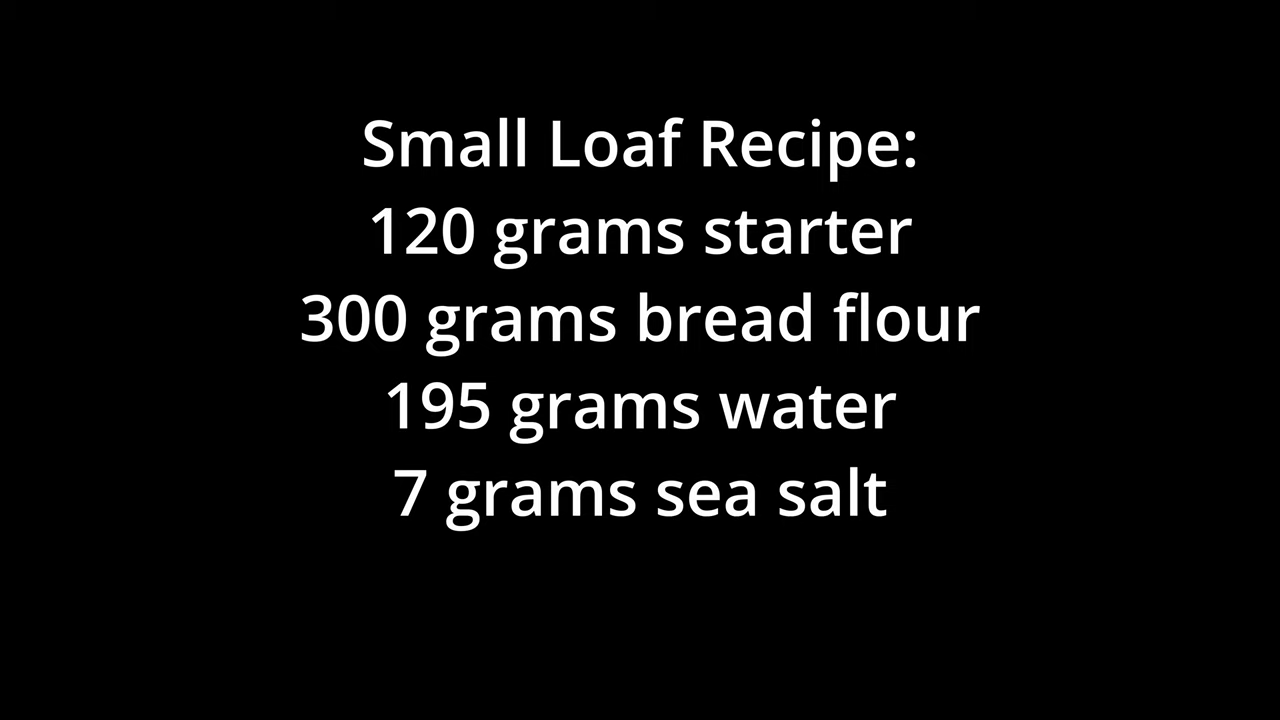 Small Loaf Recipe:
120 grams starter
300 grams bread flour
195 grams water
7 grams sea salt